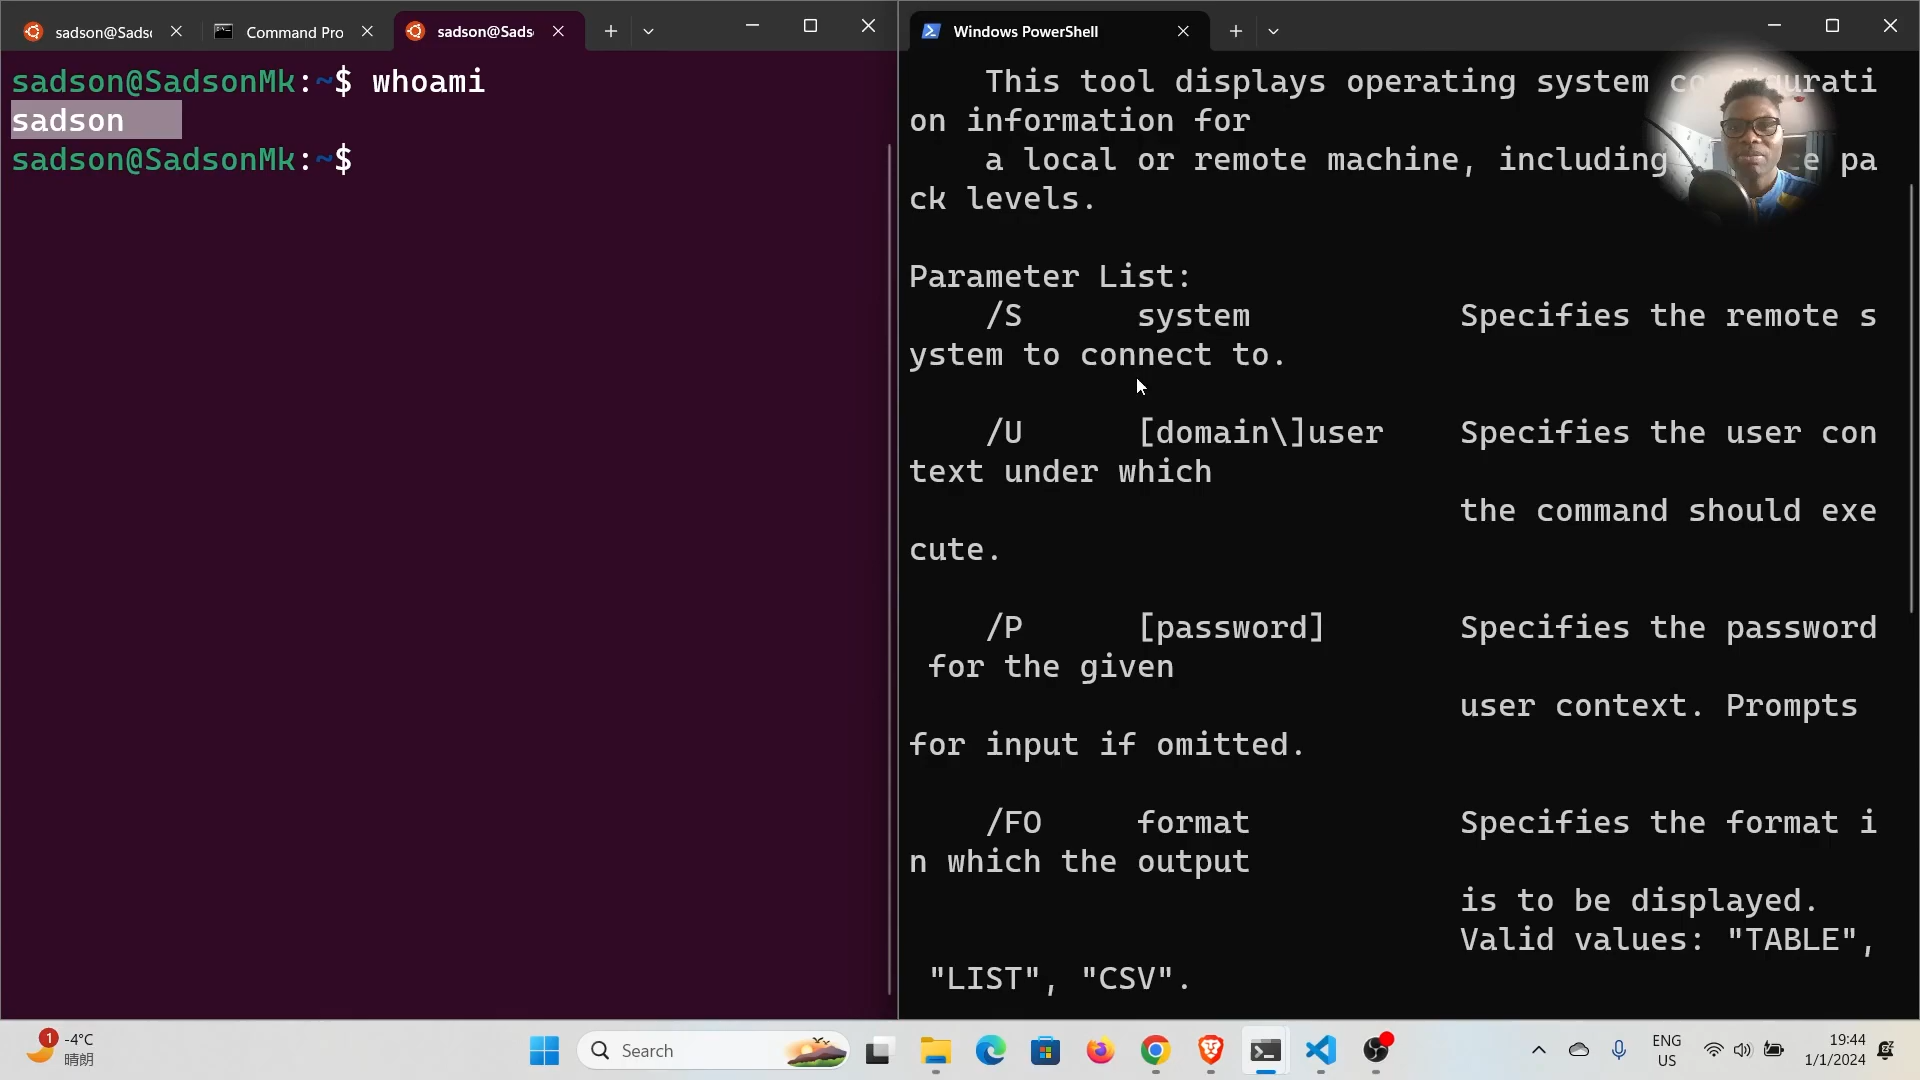 sadson@Sads
Command Pro
sadson@Sads
Windows PowerShell
sadson@SadsonMk:~$ whoami
sadson
sadson@SadsonMk:~$
This tool displays operating system urati
on information for
a local or remote machine, including pa
ck levels.
Parameter List:
/S system Specifies the remote s
ystem to connect to.
/U [domain\]user Specifies the user con
text under which
the command should exe
cute.
/P [password] Specifies the password
for the given
user context. Prompts
for input if omitted.
/FO format Specifies the format i
n which the output
is to be displayed.
Valid values: "TABLE",
"LIST", "CSV".
1
-4°C
晴朗
Search
ENG
US
19:44
1/1/2024